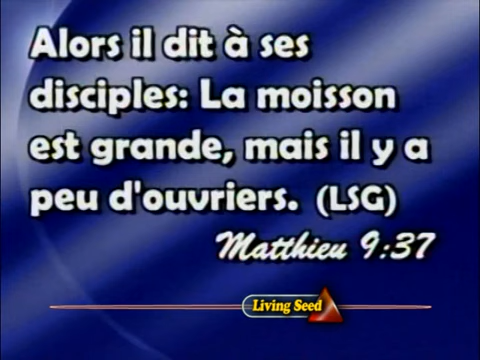 Alors il dit à ses
disciples: La moisson
est grande, mais il y a
peu d'ouvriers. (LSG)
Matthieu 9:37
Living Seed